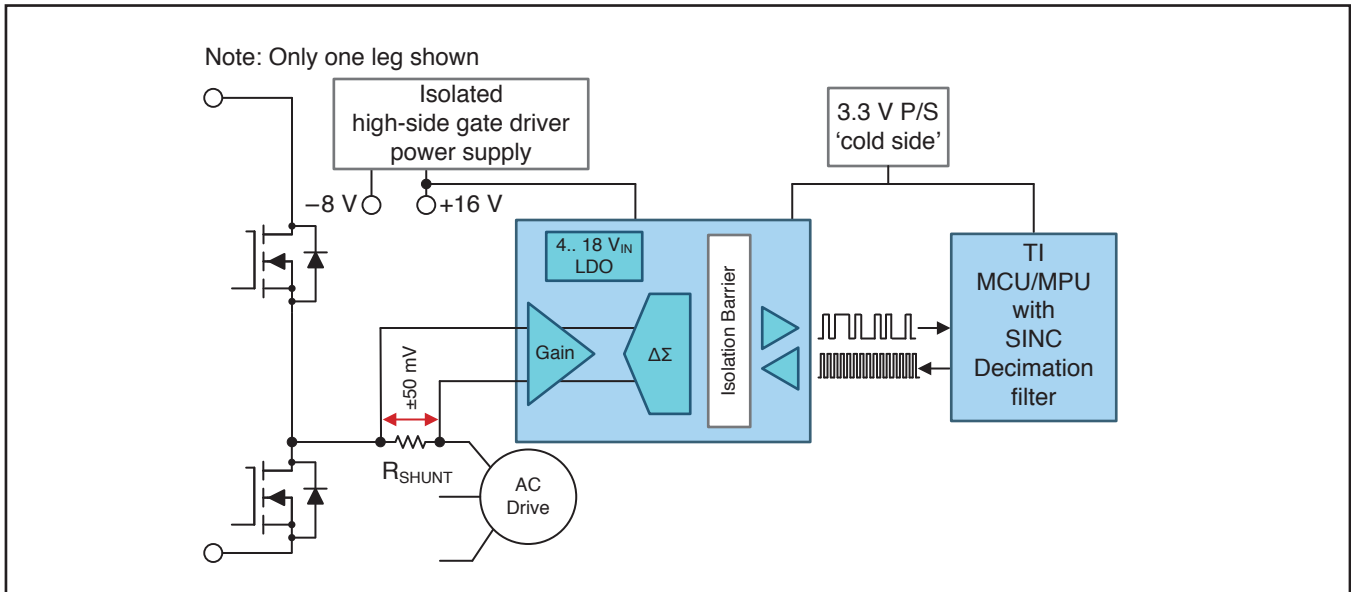 Note: Only one leg shown
Isolated
high-side gate driver
power supply
3.3 V P/S
‘cold side’
–8 V
+16 V
4.. 18 VIN
LDO
Isolation Barrier
TI
MCU/MPU
with
SINC
Decimation
filter
Gain
ΔΣ
±50 mV
RSHUNT
AC
Drive